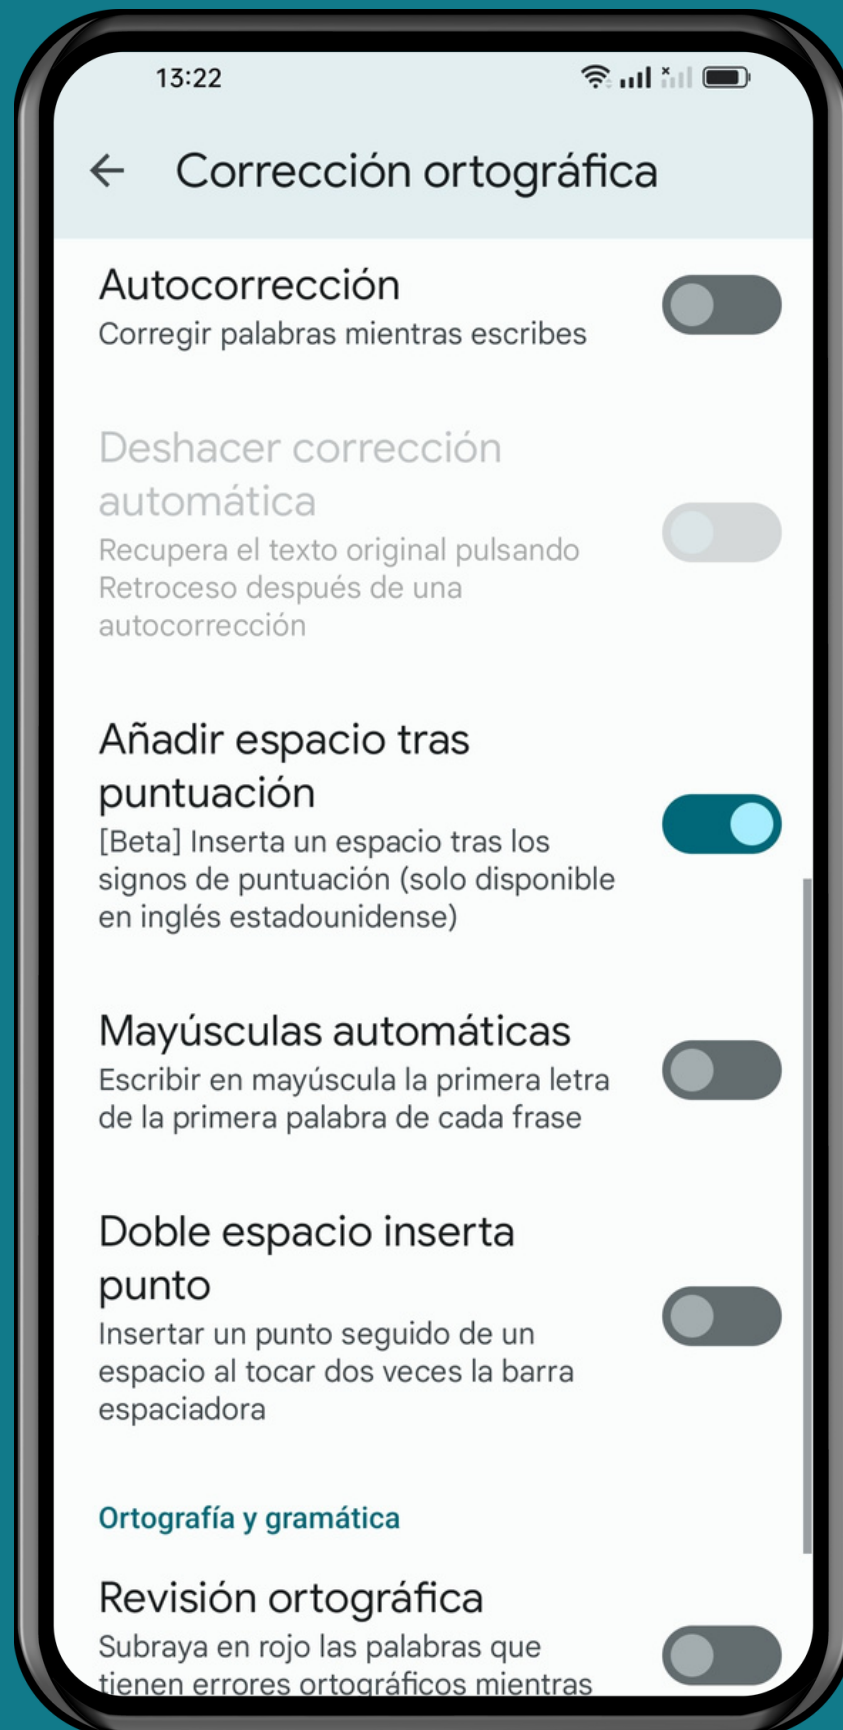 13:22
Corrección ortográfica
Autocorrección
Corregir palabras mientras escribes
Deshacer corrección
automática
Recupera el texto original pulsando
Retroceso después de una
autocorrección
Añadir espacio tras
puntuación
[Beta] Inserta un espacio tras los
signos de puntuación (solo disponible
en inglés estadounidense)
Mayúsculas automáticas
Escribir en mayúscula la primera letra
de la primera palabra de cada frase
Doble espacio inserta
punto
Insertar un punto seguido de un
espacio al tocar dos veces la barra
espaciadora
Ortografía y gramática
Revisión ortográfica
Subraya en rojo las palabras que
tienen errores ortográficos mientras